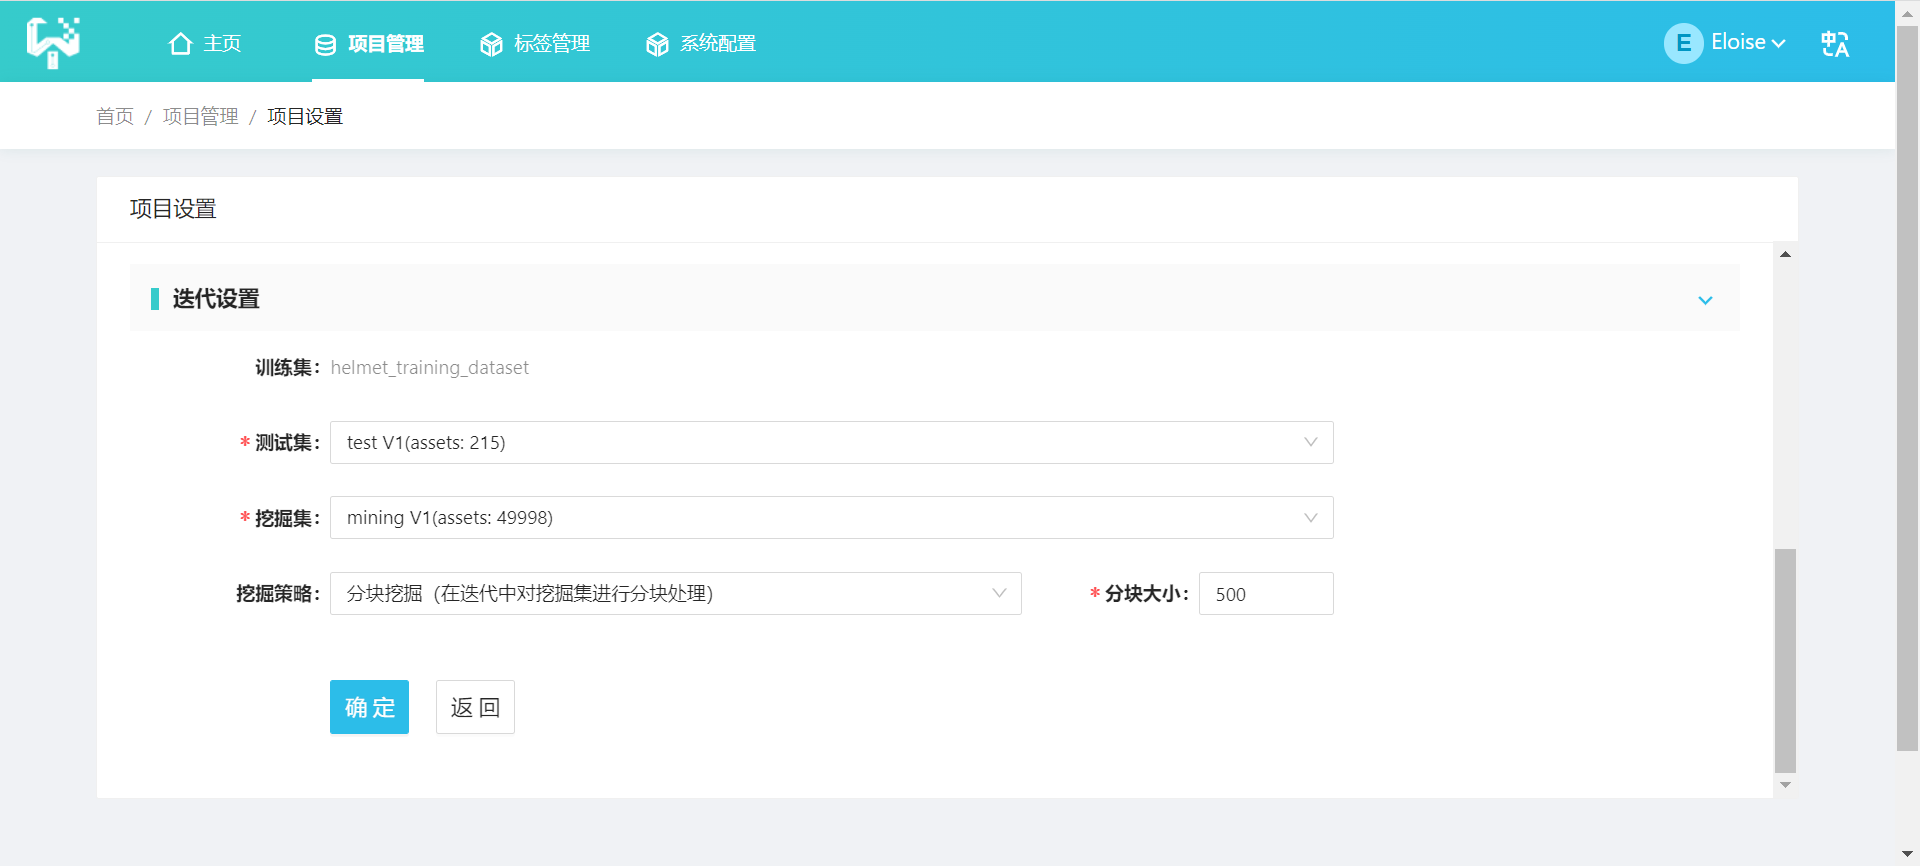 主页 项目管理 标签管理 系统配置 E Eloise 中A
首页 / 项目管理 / 项目设置
项目设置
迭代设置
训练集： helmet_training_dataset
* 测试集： test V1(assets: 215)
* 挖掘集： mining V1(assets: 49998)
挖掘策略： 分块挖掘（在迭代中对挖掘集进行分块处理） * 分块大小： 500
确 定 返 回